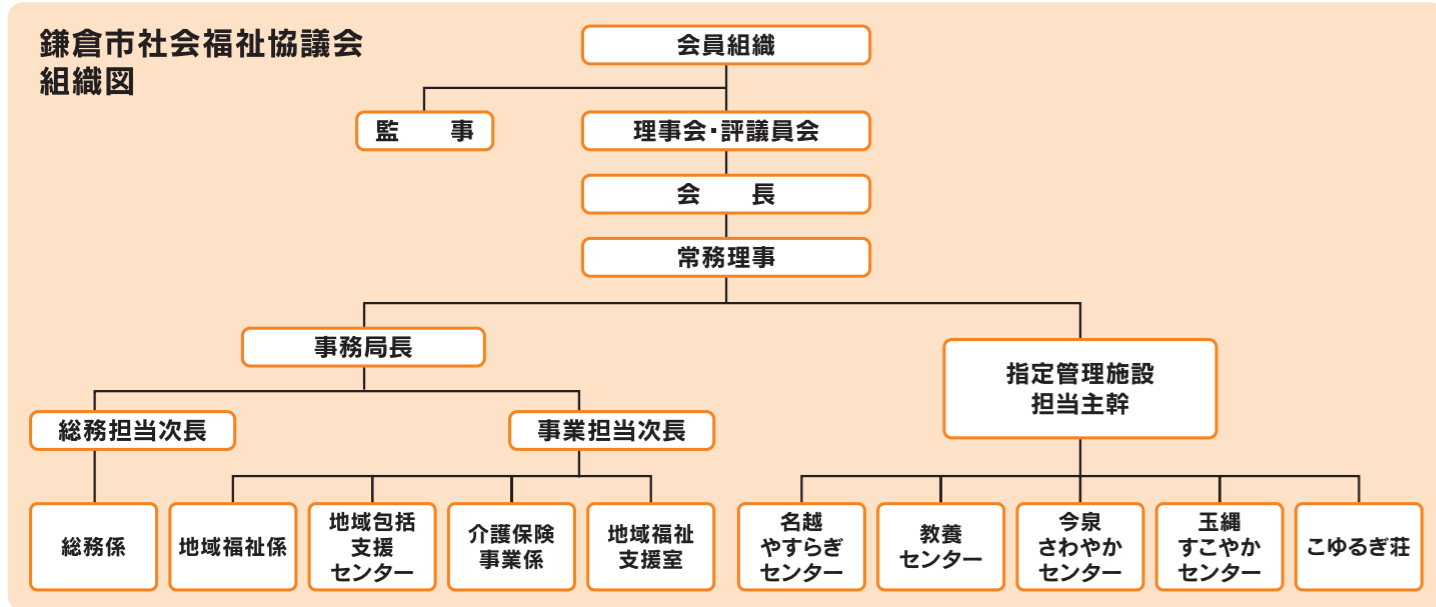 鎌倉市社会福祉協議会
組織図
会員組織
監　　事
理事会・評議員会
会　　長
常務理事
事務局長
指定管理施設
担当主幹
総務担当次長
事業担当次長
総務係
地域福祉係
地域包括
支援
センター
介護保険
事業係
地域福祉
支援室
名越
やすらぎ
センター
教養
センター
今泉
さわやか
センター
玉縄
すこやか
センター
こゆるぎ荘